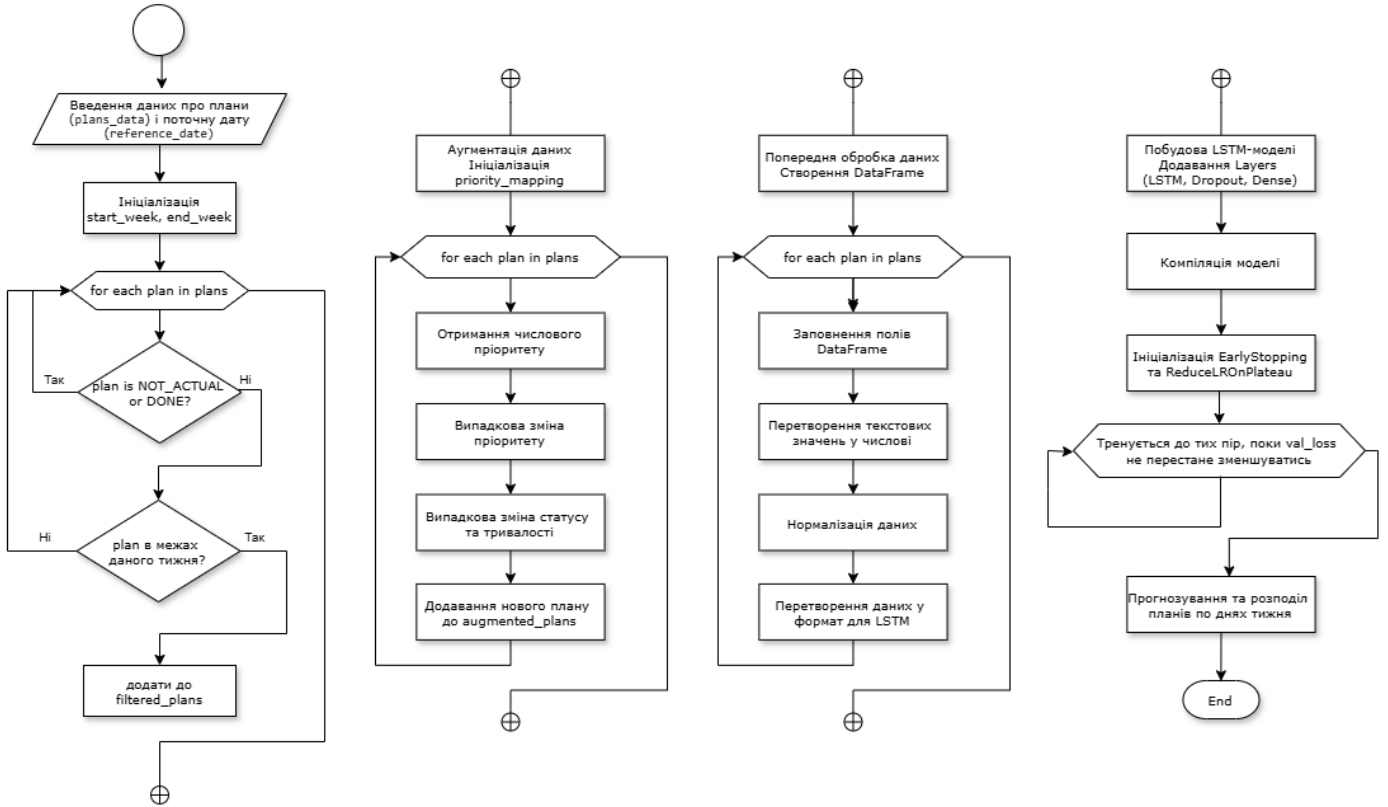 Введення даних про плани
(plans_data) і поточну дату
(reference_date)
Ініціалізація
start_week, end_week
for each plan in plans
Так
plan is NOT_ACTUAL
or DONE?
Ні
Ні
plan в межах
даного тижня?
Так
додати до
filtered_plans
Аугментація даних
Ініціалізація
priority_mapping
for each plan in plans
Отримання числового
пріоритету
Випадкова зміна
пріоритету
Випадкова зміна статусу
та тривалості
Додавання нового плану
до augmented_plans
Попередня обробка даних
Створення DataFrame
for each plan in plans
Заповнення полів
DataFrame
Перетворення текстових
значень у числові
Нормалізація даних
Перетворення даних у
формат для LSTM
Побудова LSTM-моделі
Додавання Layers
(LSTM, Dropout, Dense)
Компіляція моделі
Ініціалізація EarlyStopping
та ReduceLROnPlateau
Тренується до тих пір, поки val_loss
не перестане зменшуватись
Прогнозування та розподіл
планів по днях тижня
End